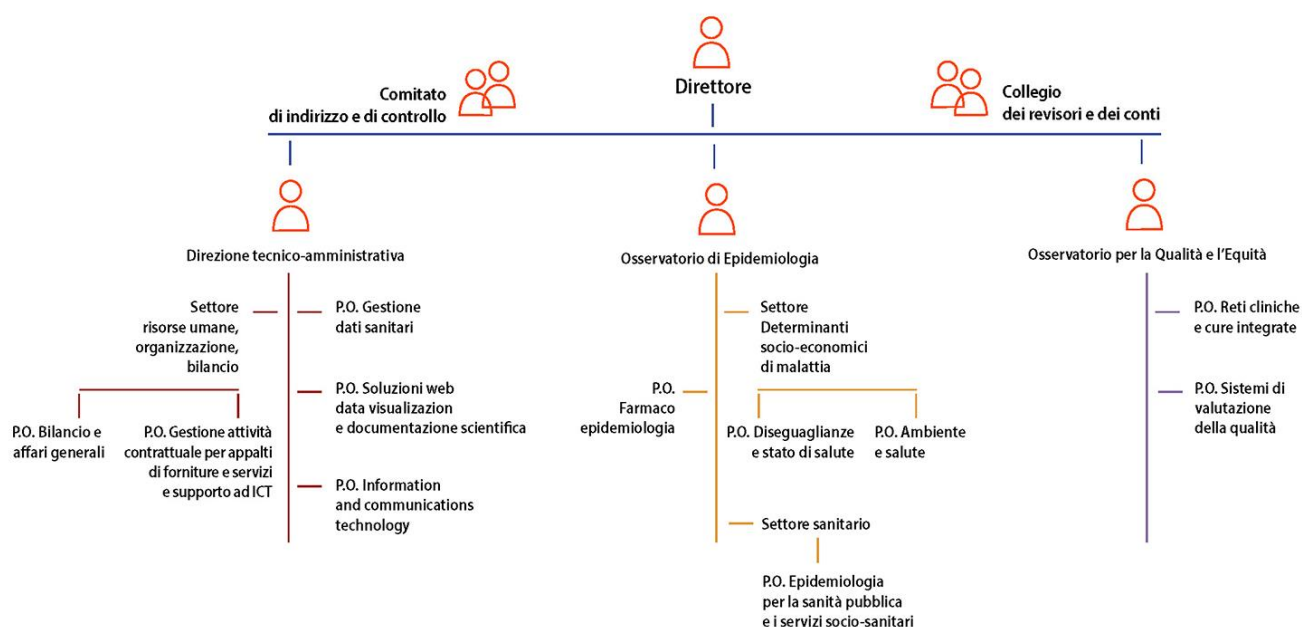 Direttore
Comitato
di indirizzo e di controllo
Collegio
dei revisori e dei conti
Direzione tecnico-amministrativa
Settore
risorse umane,
organizzazione,
bilancio
P.O. Bilancio e
affari generali
P.O. Gestione attività
contrattuale per appalti
di forniture e servizi
e supporto ad ICT
P.O. Gestione
dati sanitari
P.O. Soluzioni web
data visualizazion
e documentazione scientifica
P.O. Information
and communications
technology
Osservatorio di Epidemiologia
P.O.
Farmaco
epidemiologia
Settore
Determinanti
socio-economici
di malattia
P.O. Diseguaglianze
e stato di salute
P.O. Ambiente
e salute
Settore sanitario
P.O. Epidemiologia
per la sanità pubblica
e i servizi socio-sanitari
Osservatorio per la Qualità e l'Equità
P.O. Reti cliniche
e cure integrate
P.O. Sistemi di
valutazione
della qualità